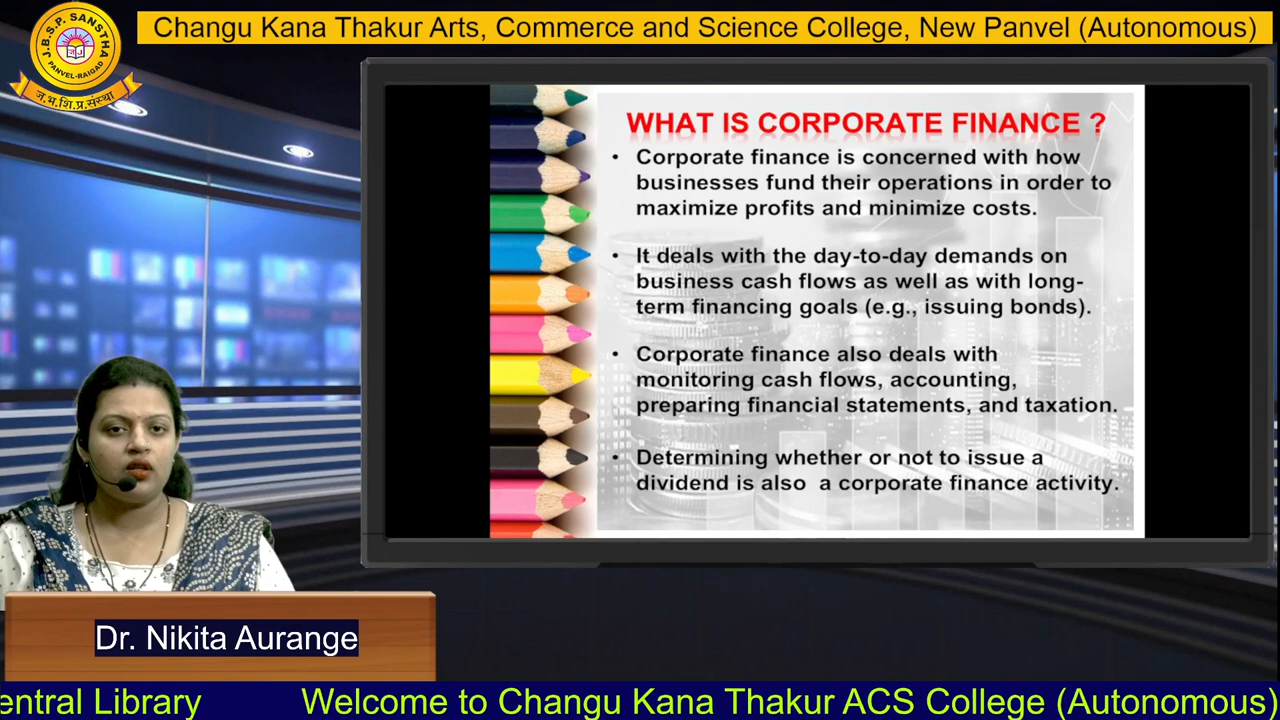 J.B.S.P. SANSTHA
PANVEL-RAIGAD
ज.भ.शि.प्र.संस्था
Changu Kana Thakur Arts, Commerce and Science College, New Panvel (Autonomous)
WHAT IS CORPORATE FINANCE ?
• Corporate finance is concerned with how
businesses fund their operations in order to
maximize profits and minimize costs.
• It deals with the day-to-day demands on
business cash flows as well as with long-
term financing goals (e.g., issuing bonds).
• Corporate finance also deals with
monitoring cash flows, accounting,
preparing financial statements, and taxation.
• Determining whether or not to issue a
dividend is also a corporate finance activity.
Dr. Nikita Aurange
entral Library Welcome to Changu Kana Thakur ACS College (Autonomous)